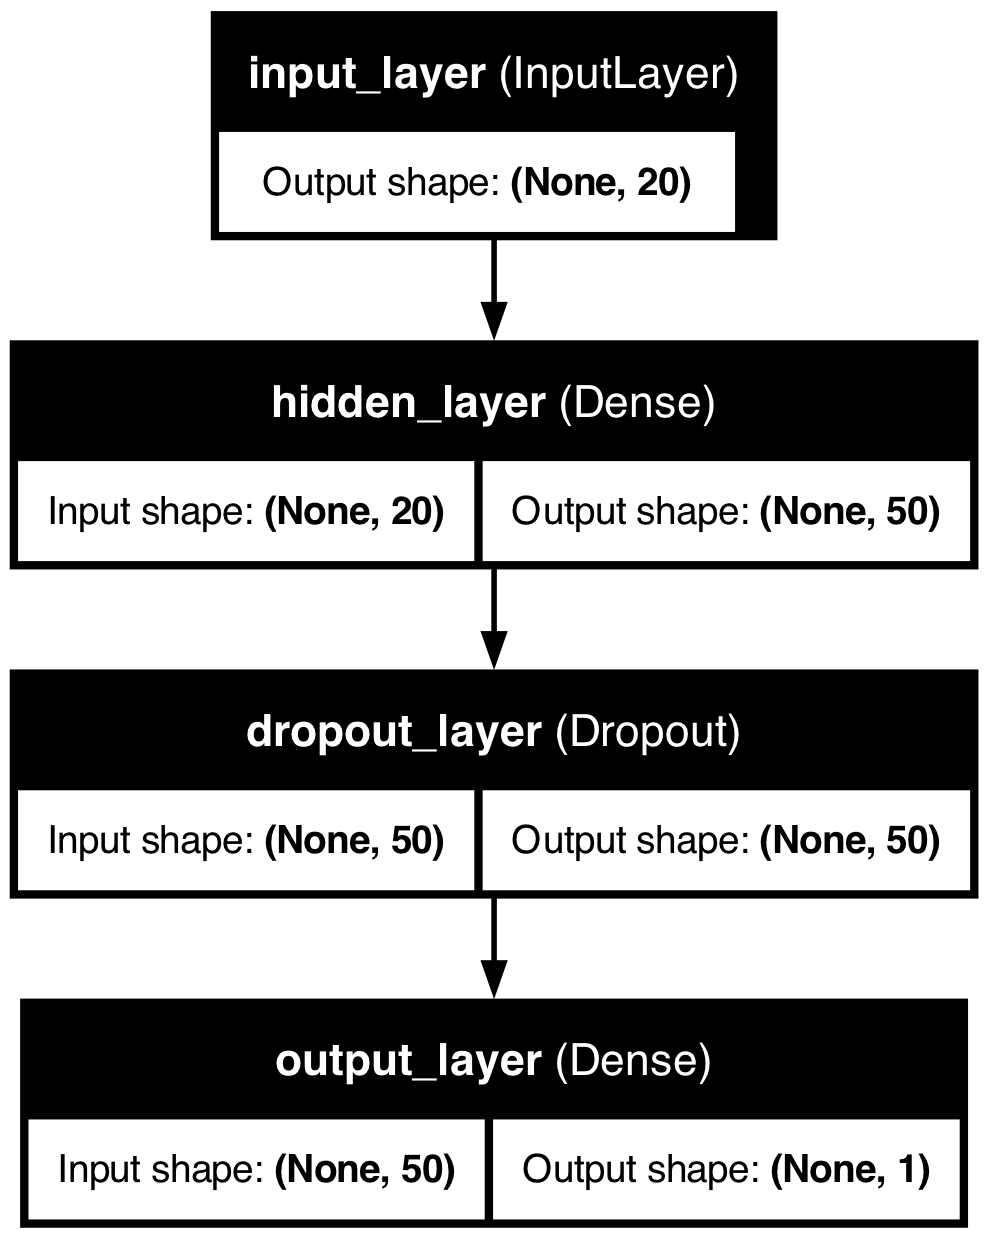 input_layer (InputLayer)
Output shape: (None, 20)
hidden_layer (Dense)
Input shape: (None, 20) Output shape: (None, 50)
dropout_layer (Dropout)
Input shape: (None, 50) Output shape: (None, 50)
output_layer (Dense)
Input shape: (None, 50) Output shape: (None, 1)